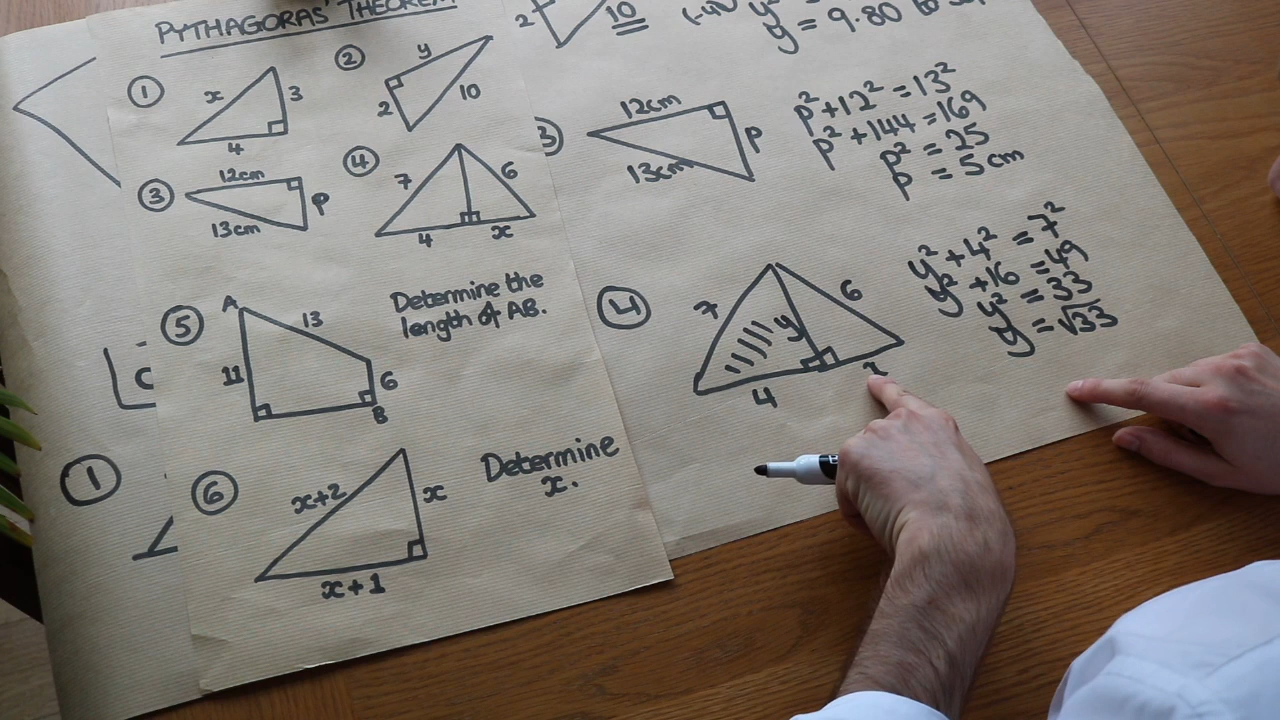 PYTHAGORAS' THEOREM
1
x
3
4
2
y
2
10
3
12cm
p
13cm
4
7
6
4
x
5
A
13
11
6
B
Determine the
length of AB.
6
x+2
x
x+1
Determine
x.
C
1
2
10
y = 9.80
3)
12cm
13cm
p
p² + 12² = 13²
p² + 144 = 169
p² = 25
p = 5 cm
4
7
y
6
4
x
y² + 4² = 7²
y² + 16 = 49
y² = 33
y = √33